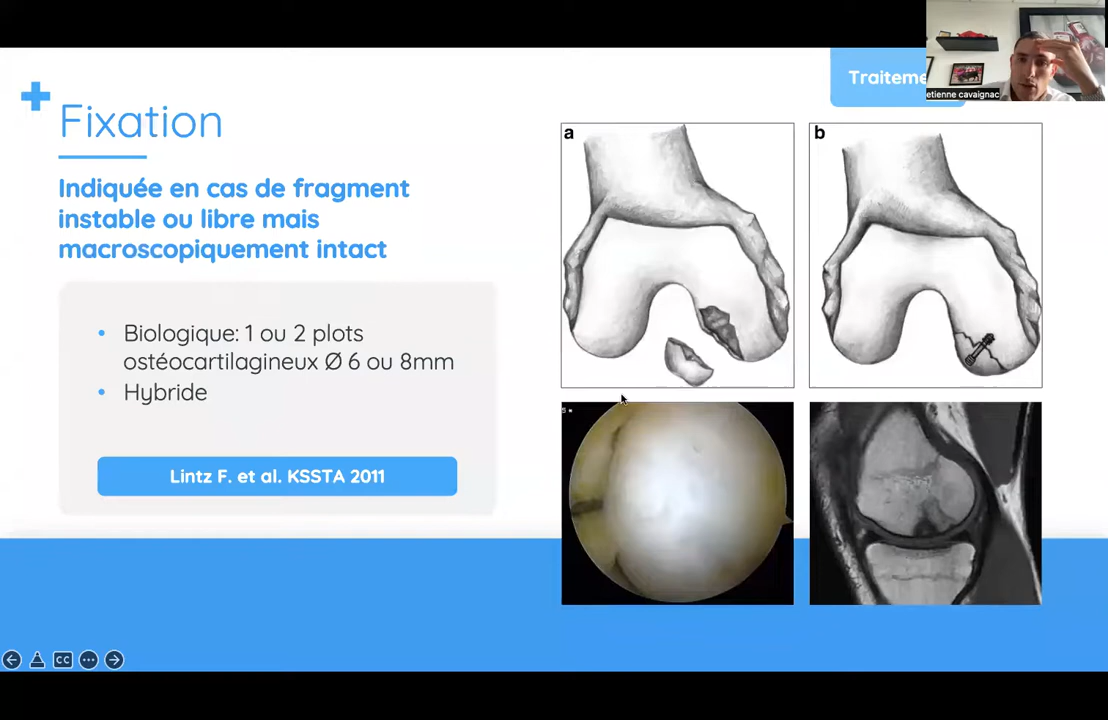 Traiteme
etienne cavaignac
Fixation
Indiquée en cas de fragment
instable ou libre mais
macroscopiquement intact
• Biologique: 1 ou 2 plots
ostéocartilagineux Ø 6 ou 8mm
• Hybride
Lintz F. et al. KSSTA 2011
a
b
CC